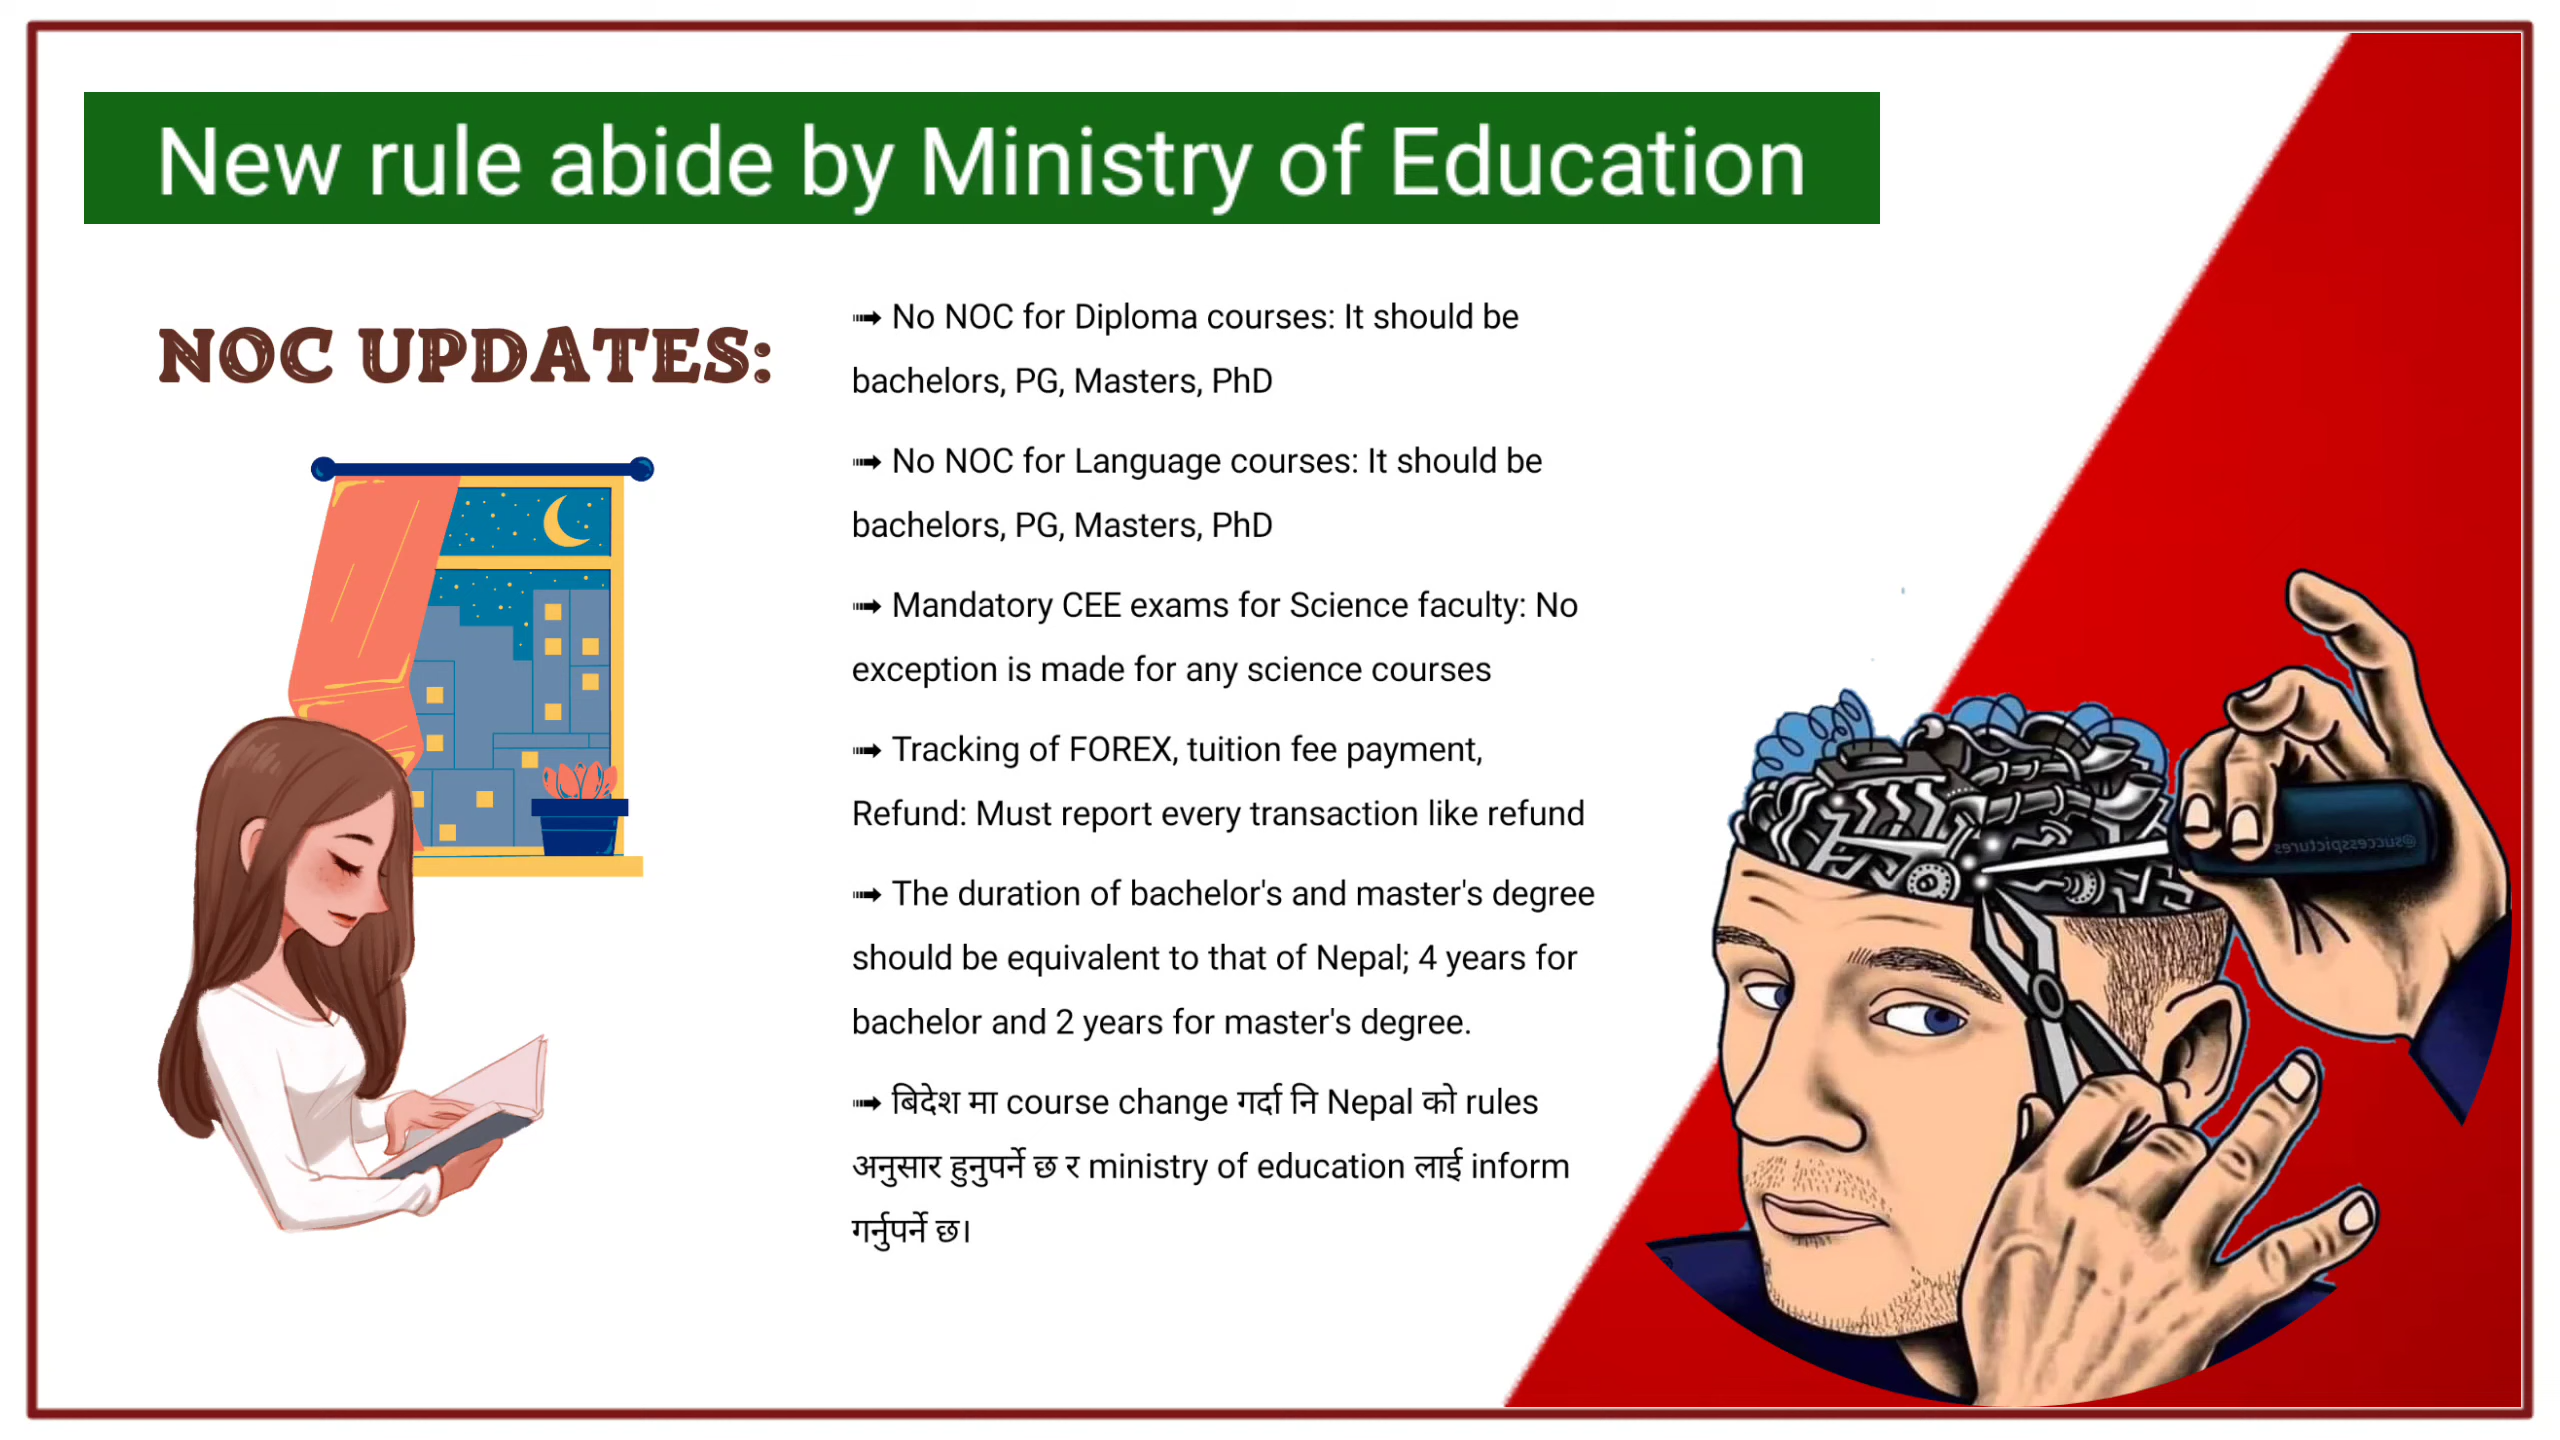 New rule abide by Ministry of Education
NOC UPDATES:
➟ No NOC for Diploma courses: It should be
bachelors, PG, Masters, PhD
➟ No NOC for Language courses: It should be
bachelors, PG, Masters, PhD
➟ Mandatory CEE exams for Science faculty: No
exception is made for any science courses
➟ Tracking of FOREX, tuition fee payment,
Refund: Must report every transaction like refund
➟ The duration of bachelor's and master's degree
should be equivalent to that of Nepal; 4 years for
bachelor and 2 years for master's degree.
➟ बिदेश मा course change गर्दा नि Nepal को rules
अनुसार हुनुपर्ने छ र ministry of education लाई inform
गर्नुपर्ने छ।
@successpictures